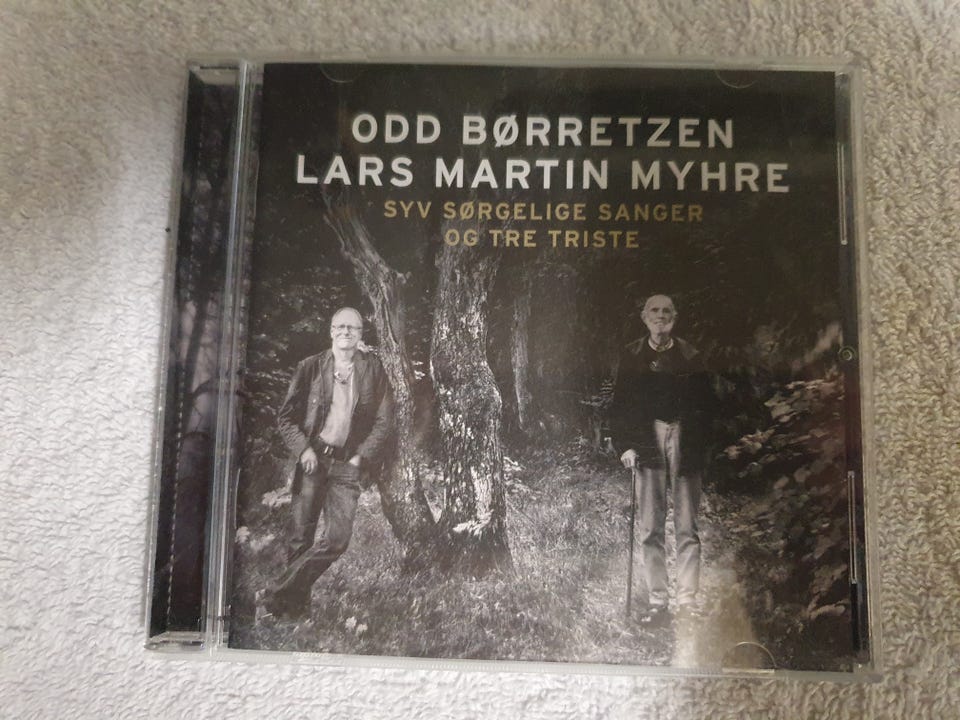 ODD BØRRETZEN
LARS MARTIN MYHRE
SYV SØRGELIGE SANGER
OG TRE TRISTE